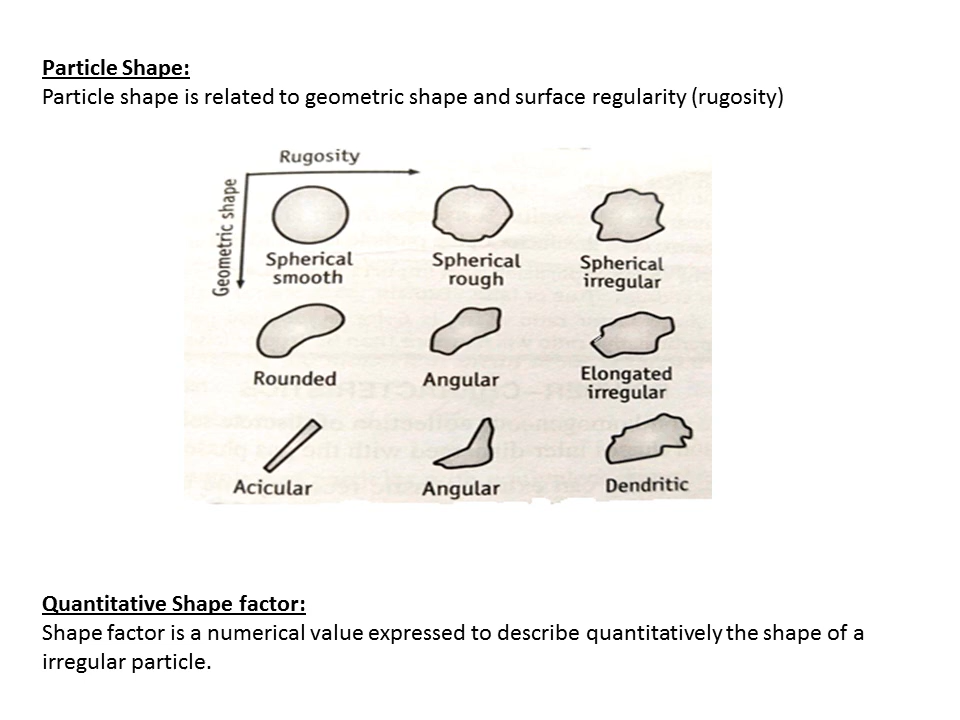 Particle Shape:
Particle shape is related to geometric shape and surface regularity (rugosity)
Rugosity
Geometric shape
Spherical
smooth
Spherical
rough
Spherical
irregular
Rounded
Angular
Elongated
irregular
Acicular
Angular
Dendritic
Quantitative Shape factor:
Shape factor is a numerical value expressed to describe quantitatively the shape of a
irregular particle.